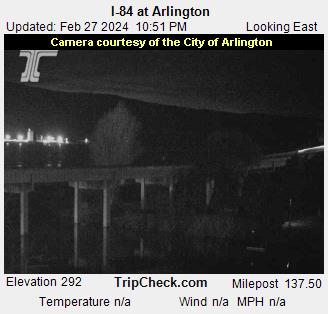 I-84 at Arlington
Updated: Feb 27 2024 10:51 PM Looking East
Camera courtesy of the City of Arlington
Elevation 292 TripCheck.com Milepost 137.50
Temperature n/a Wind n/a MPH n/a